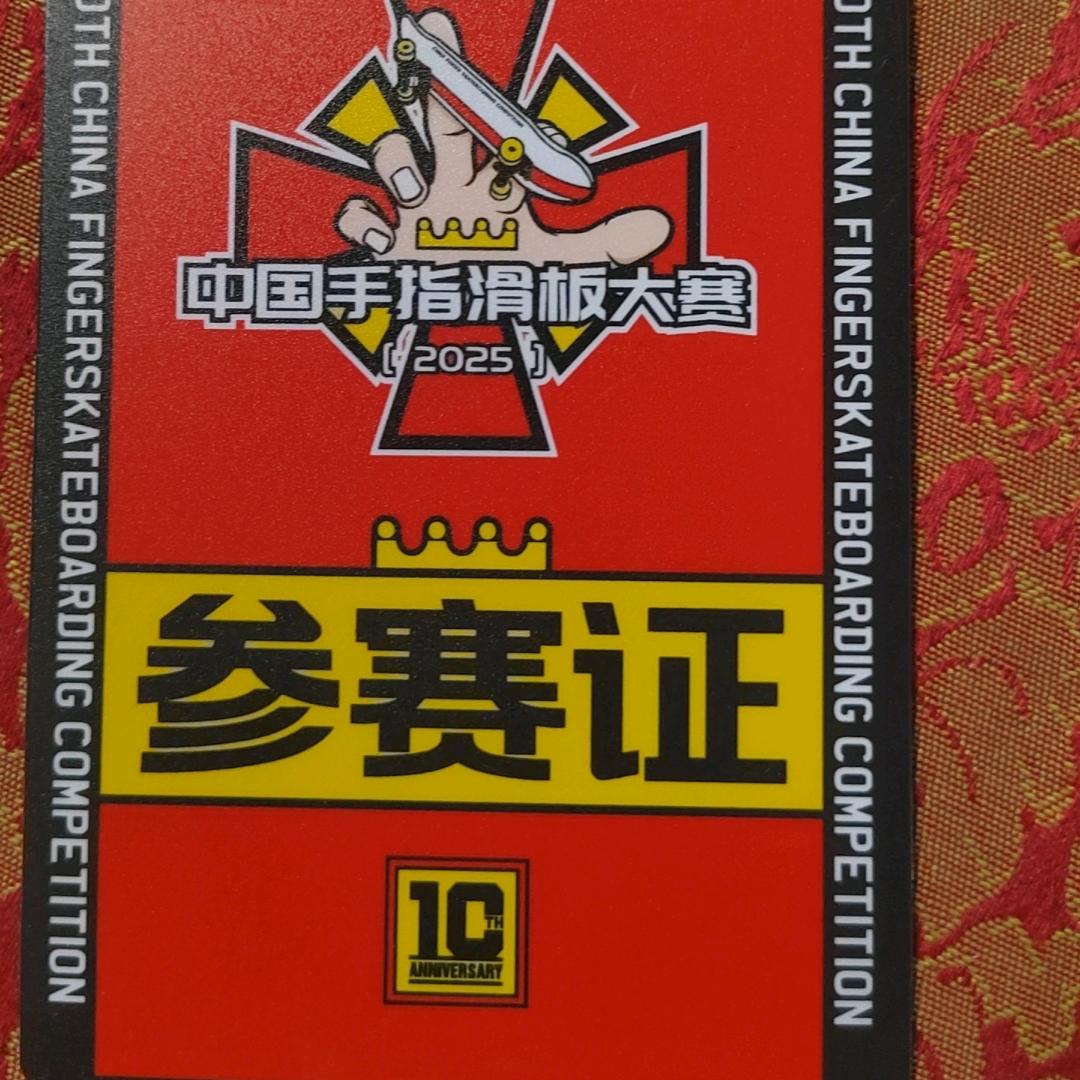 中国手指滑板大赛
[ 2025 ]
参赛证
10TH
ANNIVERSARY
0TH CHINA FINGERSKATEBOARDING COMPETITION
0TH CHINA FINGERSKATEBOARDING COMPETITION